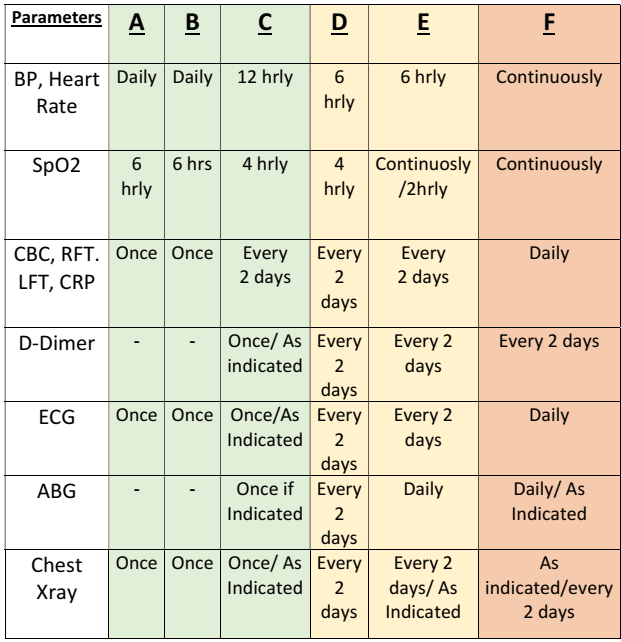 Parameters A B C D E F
BP, Heart Daily Daily 12 hrly 6 6 hrly Continuously
Rate hrly
SpO2 6 6 hrs 4 hrly 4 Continuosly Continuously
hrly hrly /2hrly
CBC, RFT. Once Once Every Every Every Daily
LFT, CRP 2 days 2 2 days
days
D-Dimer - - Once/ As Every Every 2 Every 2 days
indicated 2 days
days
ECG Once Once Once/As Every Every 2 Daily
Indicated 2 days
days
ABG - - Once if Every Daily Daily/ As
Indicated 2 Indicated
days
Chest Once Once Once/ As Every Every 2 As
Xray Indicated 2 days/ As indicated/every
days Indicated 2 days